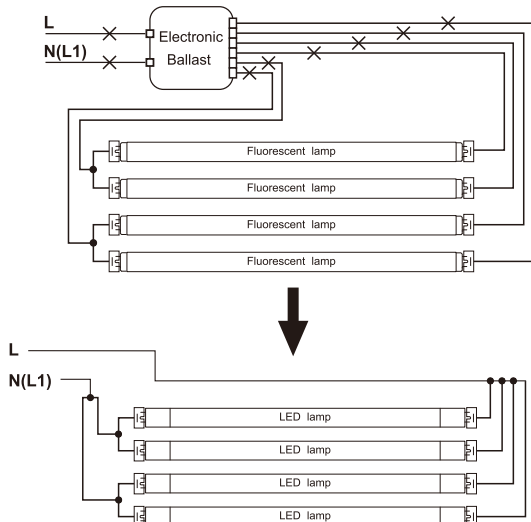 L
N(L1)
Electronic
Ballast
Fluorescent lamp
Fluorescent lamp
Fluorescent lamp
Fluorescent lamp
L
N(L1)
LED lamp
LED lamp
LED lamp
LED lamp